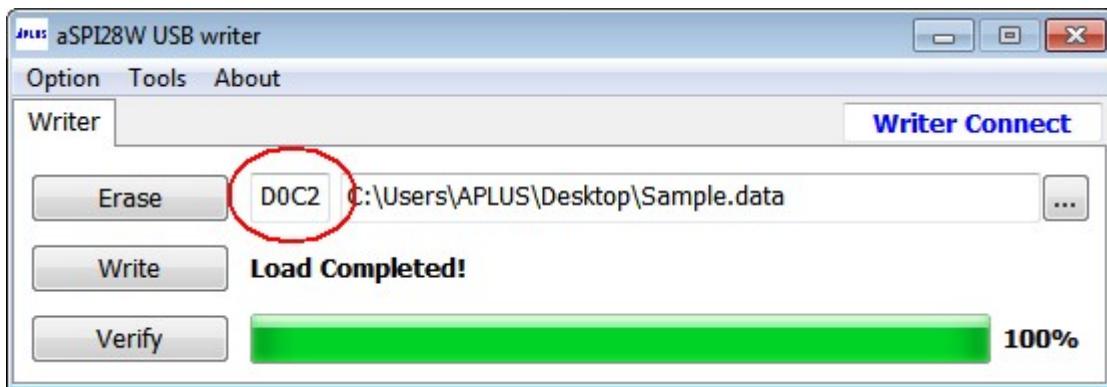 APLUS aSPI28W USB writer
Option Tools About
Writer Writer Connect
Erase D0C2 C:\Users\APLUS\Desktop\Sample.data ...
Write Load Completed!
Verify 100%